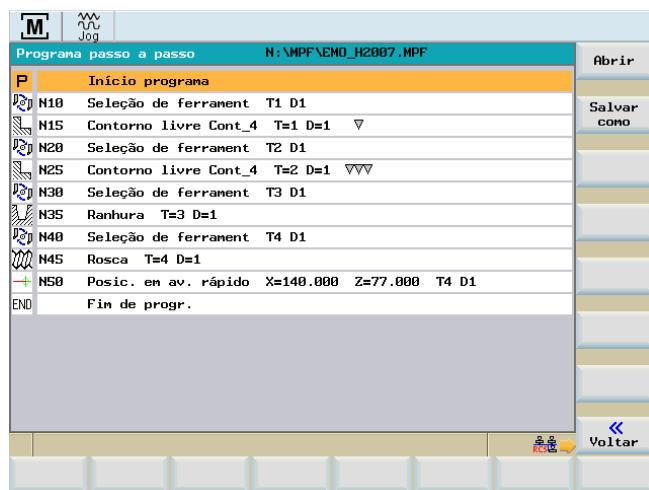 M
Jog
Programa passo a passo N:\MPF\EMO_H2007.MPF
Abrir
P Início programa
N10 Seleção de ferrament T1 D1
Salvar como
N15 Contorno livre Cont_4 T=1 D=1
N20 Seleção de ferrament T2 D1
N25 Contorno livre Cont_4 T=2 D=1
N30 Seleção de ferrament T3 D1
N35 Ranhura T=3 D=1
N40 Seleção de ferrament T4 D1
N45 Rosca T=4 D=1
N50 Posic. em av. rápido X=140.000 Z=77.000 T4 D1
END Fim de progr.
RCS
Voltar